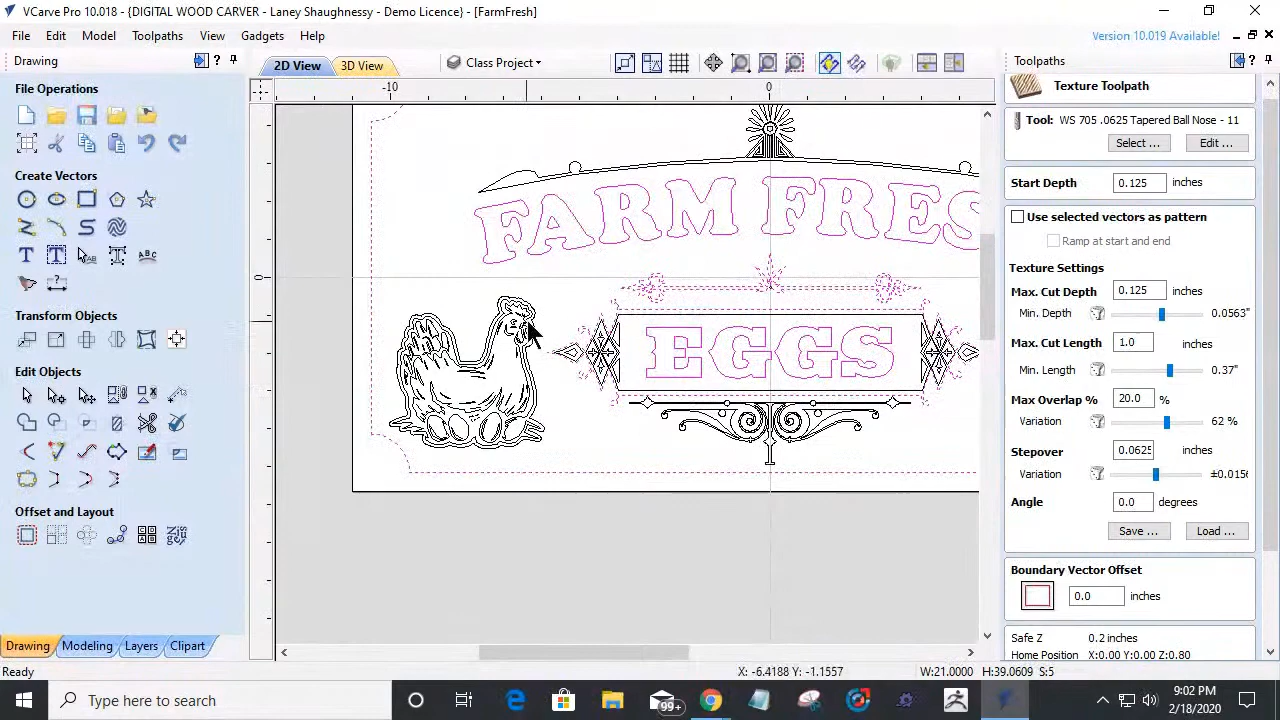 VCarve Pro 10.018 - {DIGITAL WOOD CARVER - Laney Shaughnessy - Demo Licence} - [FarmFresh]
File Edit Model Toolpaths View Gadgets Help Version 10.019 Available!
Drawing 2D View 3D View Class Project Toolpaths
-10 0
File Operations
Create Vectors
Transform Objects
Edit Objects
Offset and Layout
Drawing Modeling Layers Clipart
0
FARM FRES
EGGS
Texture Toolpath
Tool: WS 705 .0625 Tapered Ball Nose - 11
Select ... Edit ...
Start Depth 0.125 inches
Use selected vectors as pattern
Ramp at start and end
Texture Settings
Max. Cut Depth 0.125 inches
Min. Depth 0.0563"
Max. Cut Length 1.0 inches
Min. Length 0.37"
Max Overlap % 20.0 %
Variation 62 %
Stepover 0.0625 inches
Variation ±0.0156
Angle 0.0 degrees
Save ... Load ...
Boundary Vector Offset
0.0 inches
Safe Z 0.2 inches
Home Position X:0.00 Y:0.00 Z:0.80
Ready X: -6.4188 Y: -1.1557 W:21.0000 H:39.0609 S:5
Type here to search 99+ 9:02 PM
2/18/2020